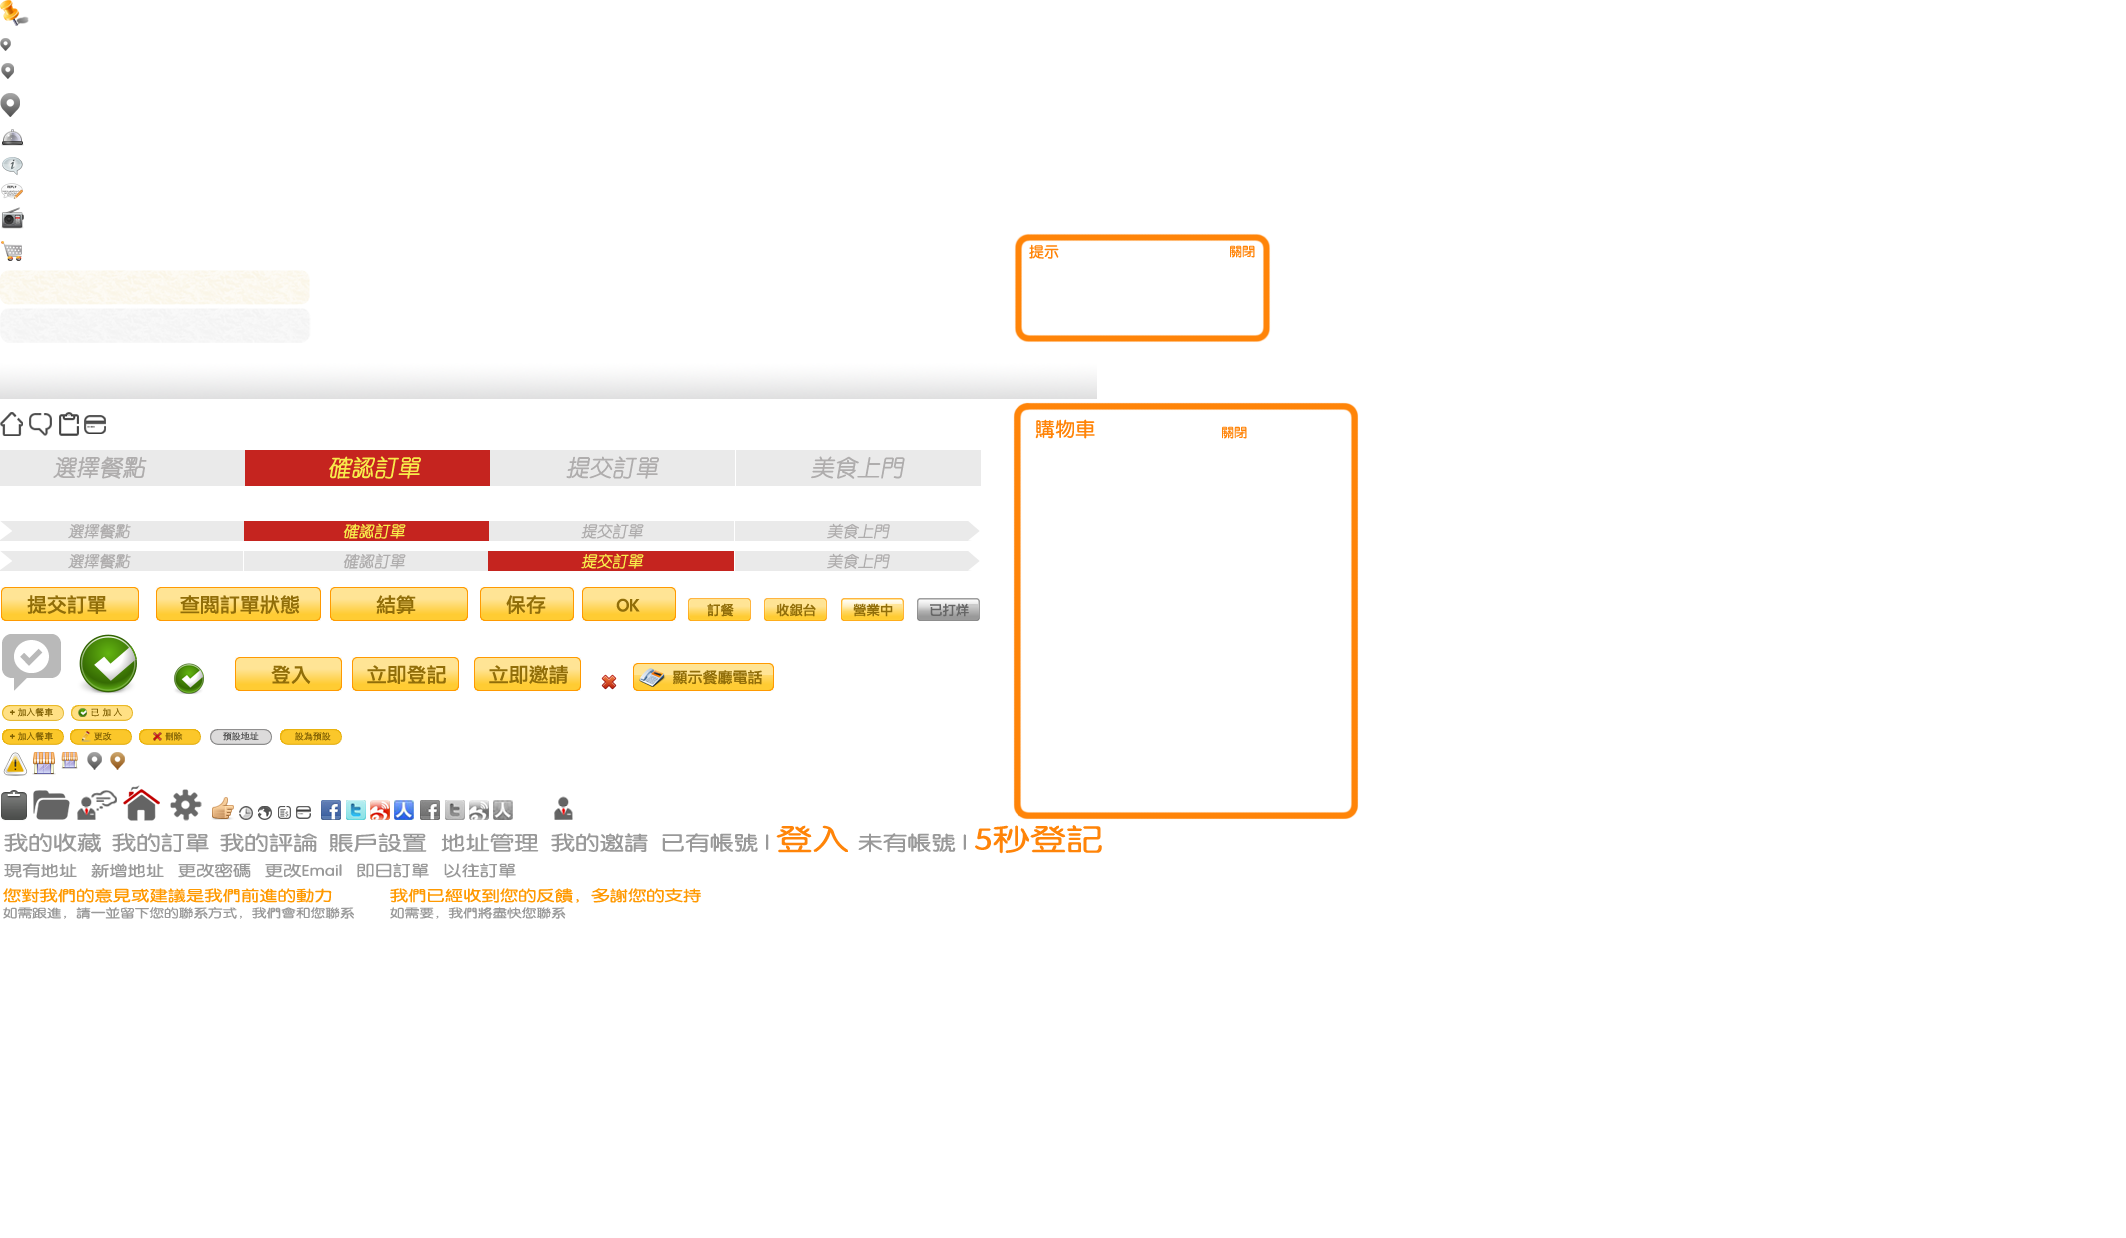 提示 關閉
購物車 關閉
選擇餐點 確認訂單 提交訂單 美食上門
選擇餐點 確認訂單 提交訂單 美食上門
選擇餐點 確認訂單 提交訂單 美食上門
提交訂單 查閱訂單狀態 結算 保存 OK 訂餐 收銀台 營業中 已打烊
登入 立即登記 立即邀請 顯示餐廳電話
+加入餐車 已加入
+加入餐車 更改 刪除 預設地址 設為預設
我的收藏 我的訂單 我的評論 賬戶設置 地址管理 我的邀請 已有帳號 | 登入 未有帳號 | 5秒登記
現有地址 新增地址 更改密碼 更改Email 即日訂單 以往訂單
您對我們的意見或建議是我們前進的動力 我們已經收到您的反饋，多謝您的支持
如需跟進，請一並留下您的聯系方式，我們會和您聯系 如需要，我們將盡快您聯系